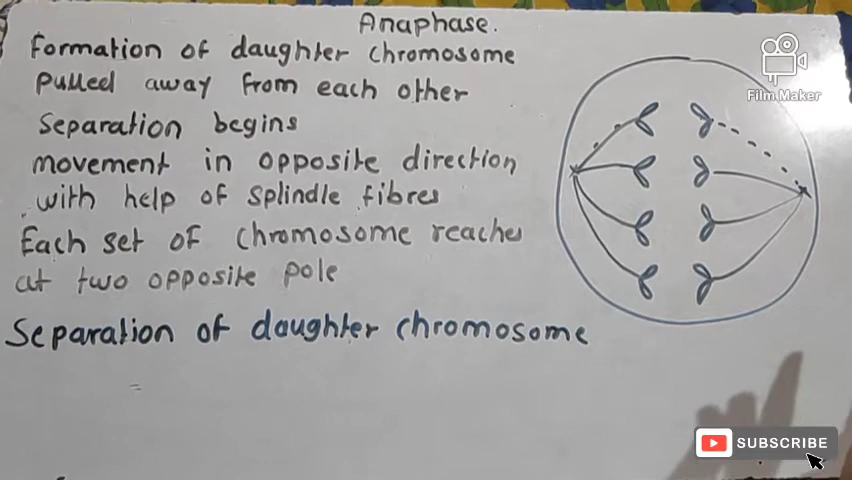 Anaphase.
Formation of daughter chromosome
pulled away from each other
Separation begins
movement in opposite direction
with help of splindle fibres
Each set of chromosome reaches
at two opposite pole
Separation of daughter chromosome
Film Maker
SUBSCRIBE